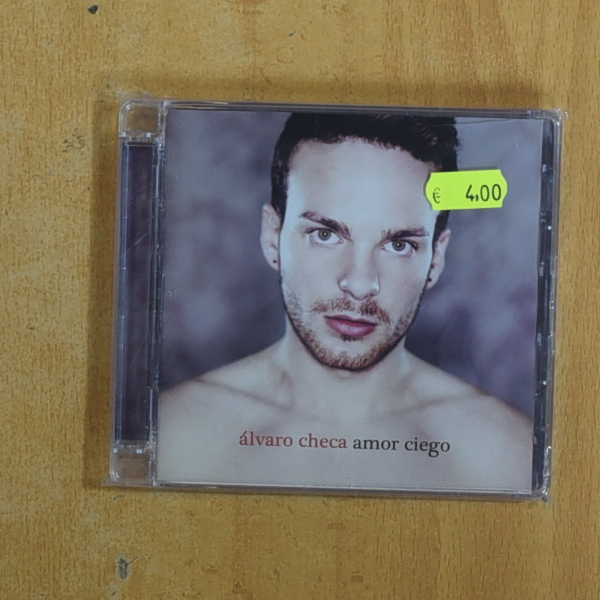 € 4,00
álvaro checa amor ciego